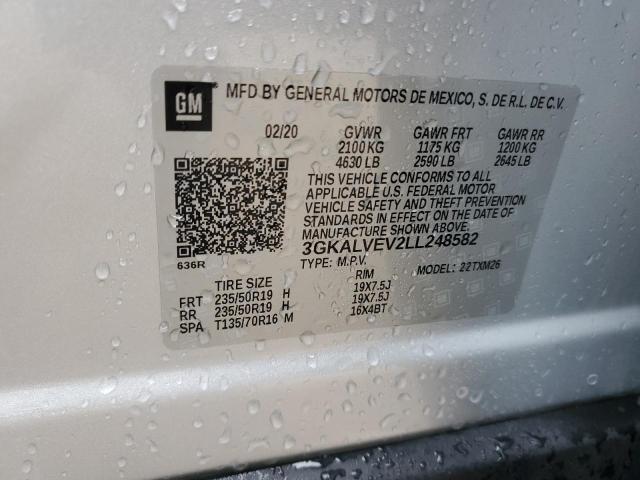 GM MFD BY GENERAL MOTORS DE MEXICO, S. DE R.L. DE C.V.
02/20 GVWR GAWR FRT GAWR RR
2100 KG 1175 KG 1200 KG
4630 LB 2590 LB 2645 LB
THIS VEHICLE CONFORMS TO ALL
APPLICABLE U.S. FEDERAL MOTOR
VEHICLE SAFETY AND THEFT PREVENTION
STANDARDS IN EFFECT ON THE DATE OF
MANUFACTURE SHOWN ABOVE.
3GKALVEV2LL248582
636R TYPE: M.P.V. MODEL: 22TXM26
TIRE SIZE RIM
FRT 235/50R19 H 19X7.5J
RR 235/50R19 H 19X7.5J
SPA T135/70R16 M 16X4BT